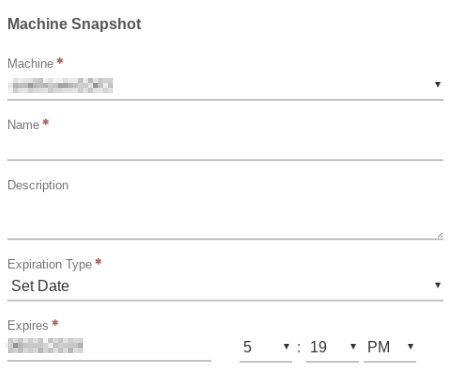 Machine Snapshot
Machine *
Name *
Description
Expiration Type *
Set Date
Expires *
5 : 19 PM